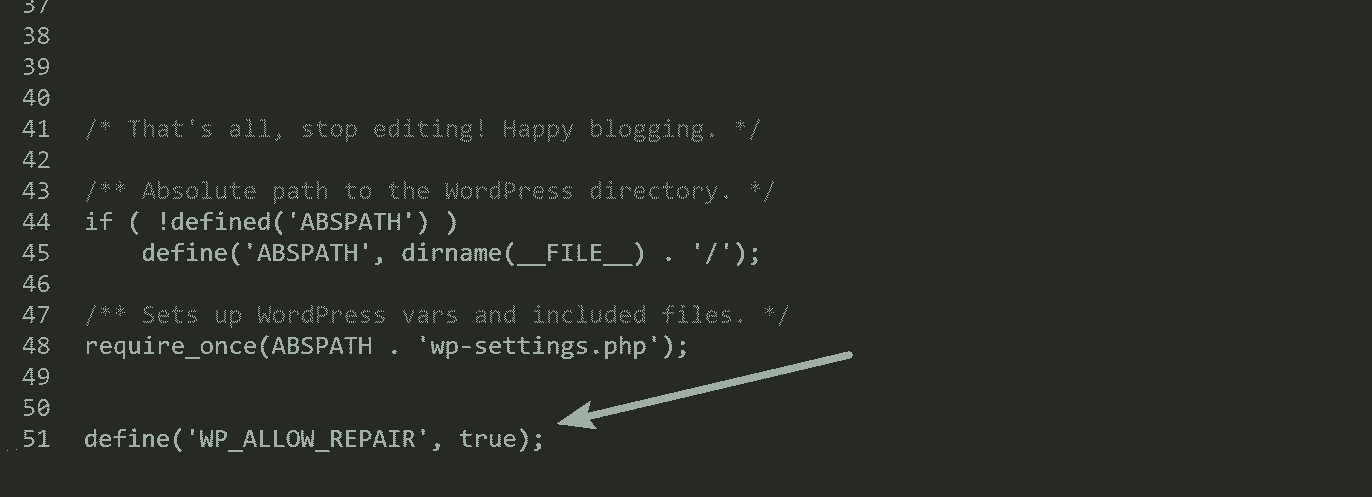 37
38
39
40
41 /* That's all, stop editing! Happy blogging. */
42
43 /** Absolute path to the WordPress directory. */
44 if ( !defined('ABSPATH') )
45 define('ABSPATH', dirname(__FILE__) . '/');
46
47 /** Sets up WordPress vars and included files. */
48 require_once(ABSPATH . 'wp-settings.php');
49
50
51 define('WP_ALLOW_REPAIR', true);